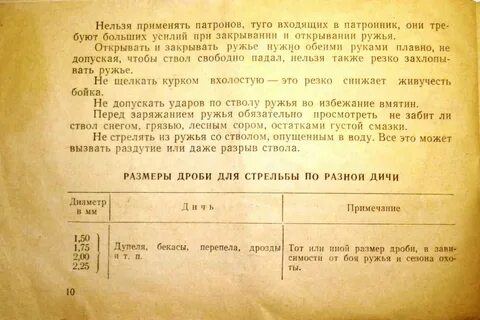 Нельзя применять патронов, туго входящих в патронник, они тре-
буют больших усилий при закрывании и открывании ружья.
Открывать и закрывать ружье нужно обеими руками плавно, не
допуская, чтобы ствол свободно падал, нельзя также резко захлопы-
вать ружье.
Не щелкать курком вхолостую — это резко снижает живучесть
бойка.
Не допускать ударов по стволу ружья во избежание вмятин.
Перед заряжанием ружья обязательно просмотреть не забит ли
ствол снегом, грязью, лесным сором, остатками густой смазки.
Не стрелять из ружья со стволом, опущенным в воду. Все это может
вызвать раздутие или даже разрыв ствола.
РАЗМЕРЫ ДРОБИ ДЛЯ СТРЕЛЬБЫ ПО РАЗНОЙ ДИЧИ
Диаметр
в мм
Дичь
Примечание
1,50
1,75
2,00
2,25
Дупеля, бекасы, перепела, дрозды
и т. п.
Тот или иной размер дроби, в зави-
симости от боя ружья и сезона охо-
ты.
10